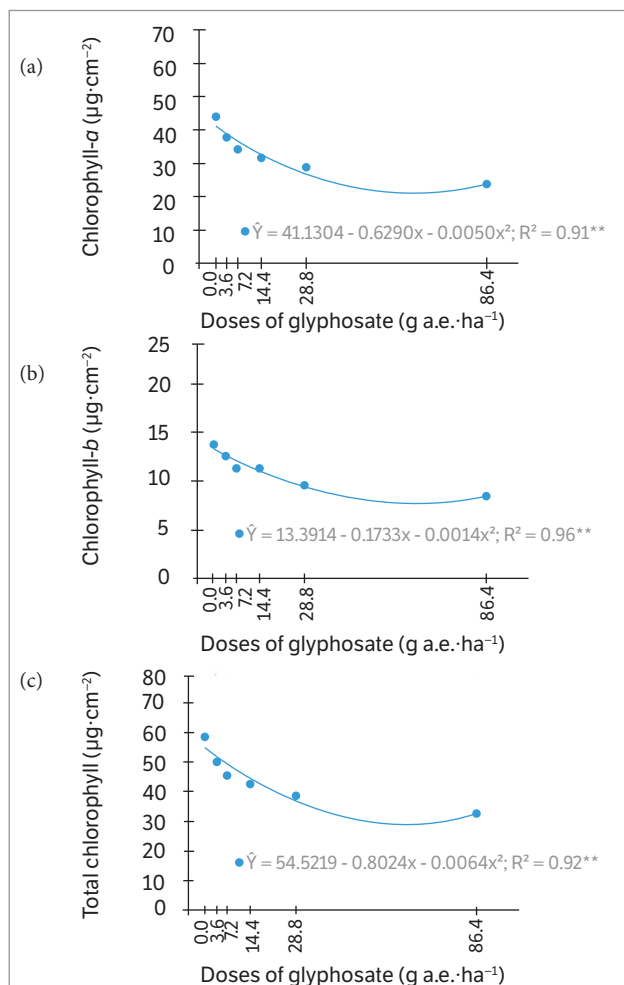 (a)
Chlorophyll-a (µg·cm⁻²)
70
60
50
40
30
20
10
0
Ŷ = 41.1304 - 0.6290x - 0.0050x²; R² = 0.91**
0.0 3.6 7.2 14.4 28.8 86.4
Doses of glyphosate (g a.e.·ha⁻¹)
(b)
Chlorophyll-b (µg·cm⁻²)
25
20
15
10
5
0
Ŷ = 13.3914 - 0.1733x - 0.0014x²; R² = 0.96**
0.0 3.6 7.2 14.4 28.8 86.4
Doses of glyphosate (g a.e.·ha⁻¹)
(c)
Total chlorophyll (µg·cm⁻²)
80
70
60
50
40
30
20
10
0
Ŷ = 54.5219 - 0.8024x - 0.0064x²; R² = 0.92**
0.0 3.6 7.2 14.4 28.8 86.4
Doses of glyphosate (g a.e.·ha⁻¹)